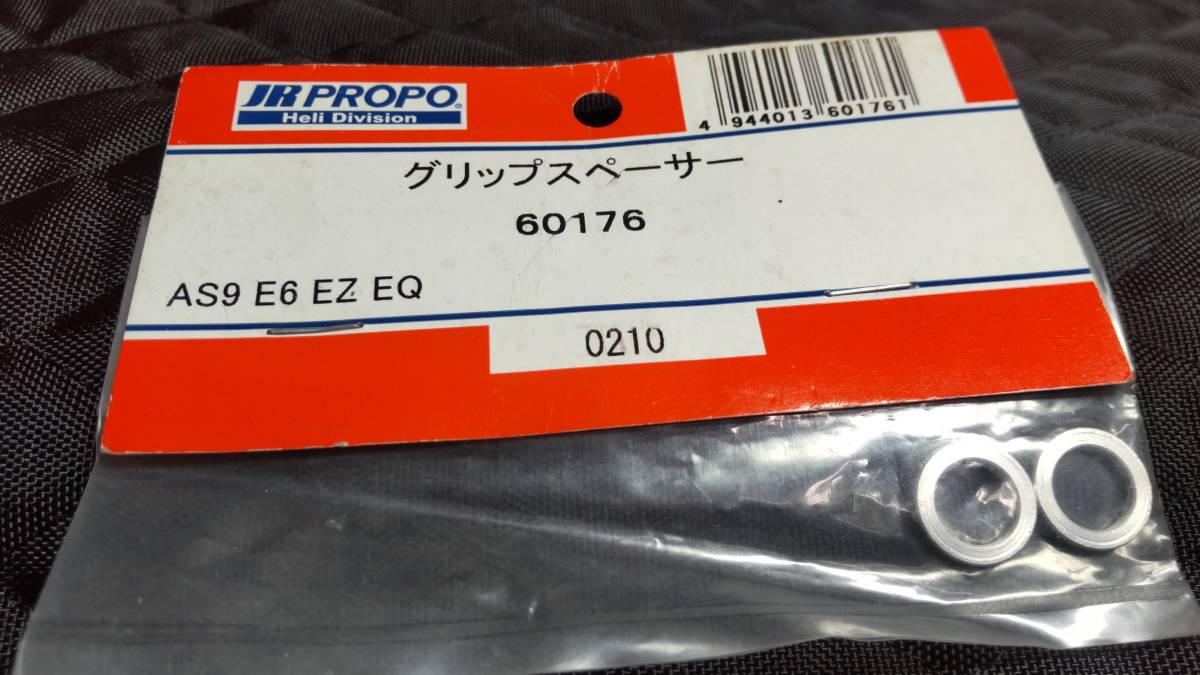 JR PROPO®
Heli Division
4 944013 601761
グリップスペーサー
60176
AS9 E6 EZ EQ
0210